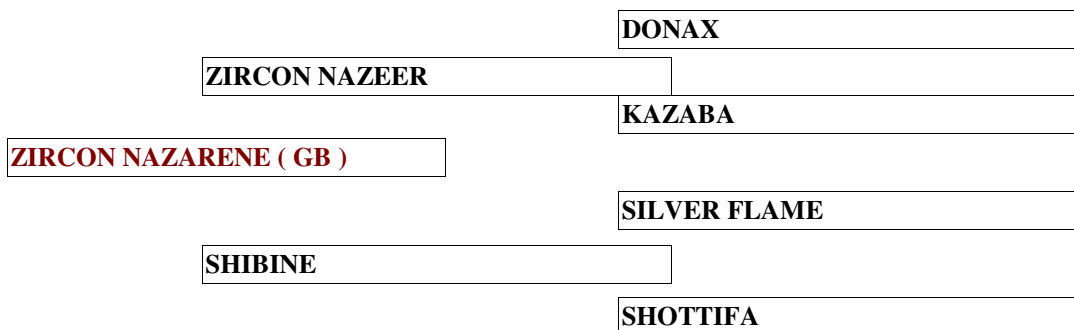 DONAX
ZIRCON NAZEER
KAZABA
ZIRCON NAZARENE ( GB )
SILVER FLAME
SHIBINE
SHOTTIFA